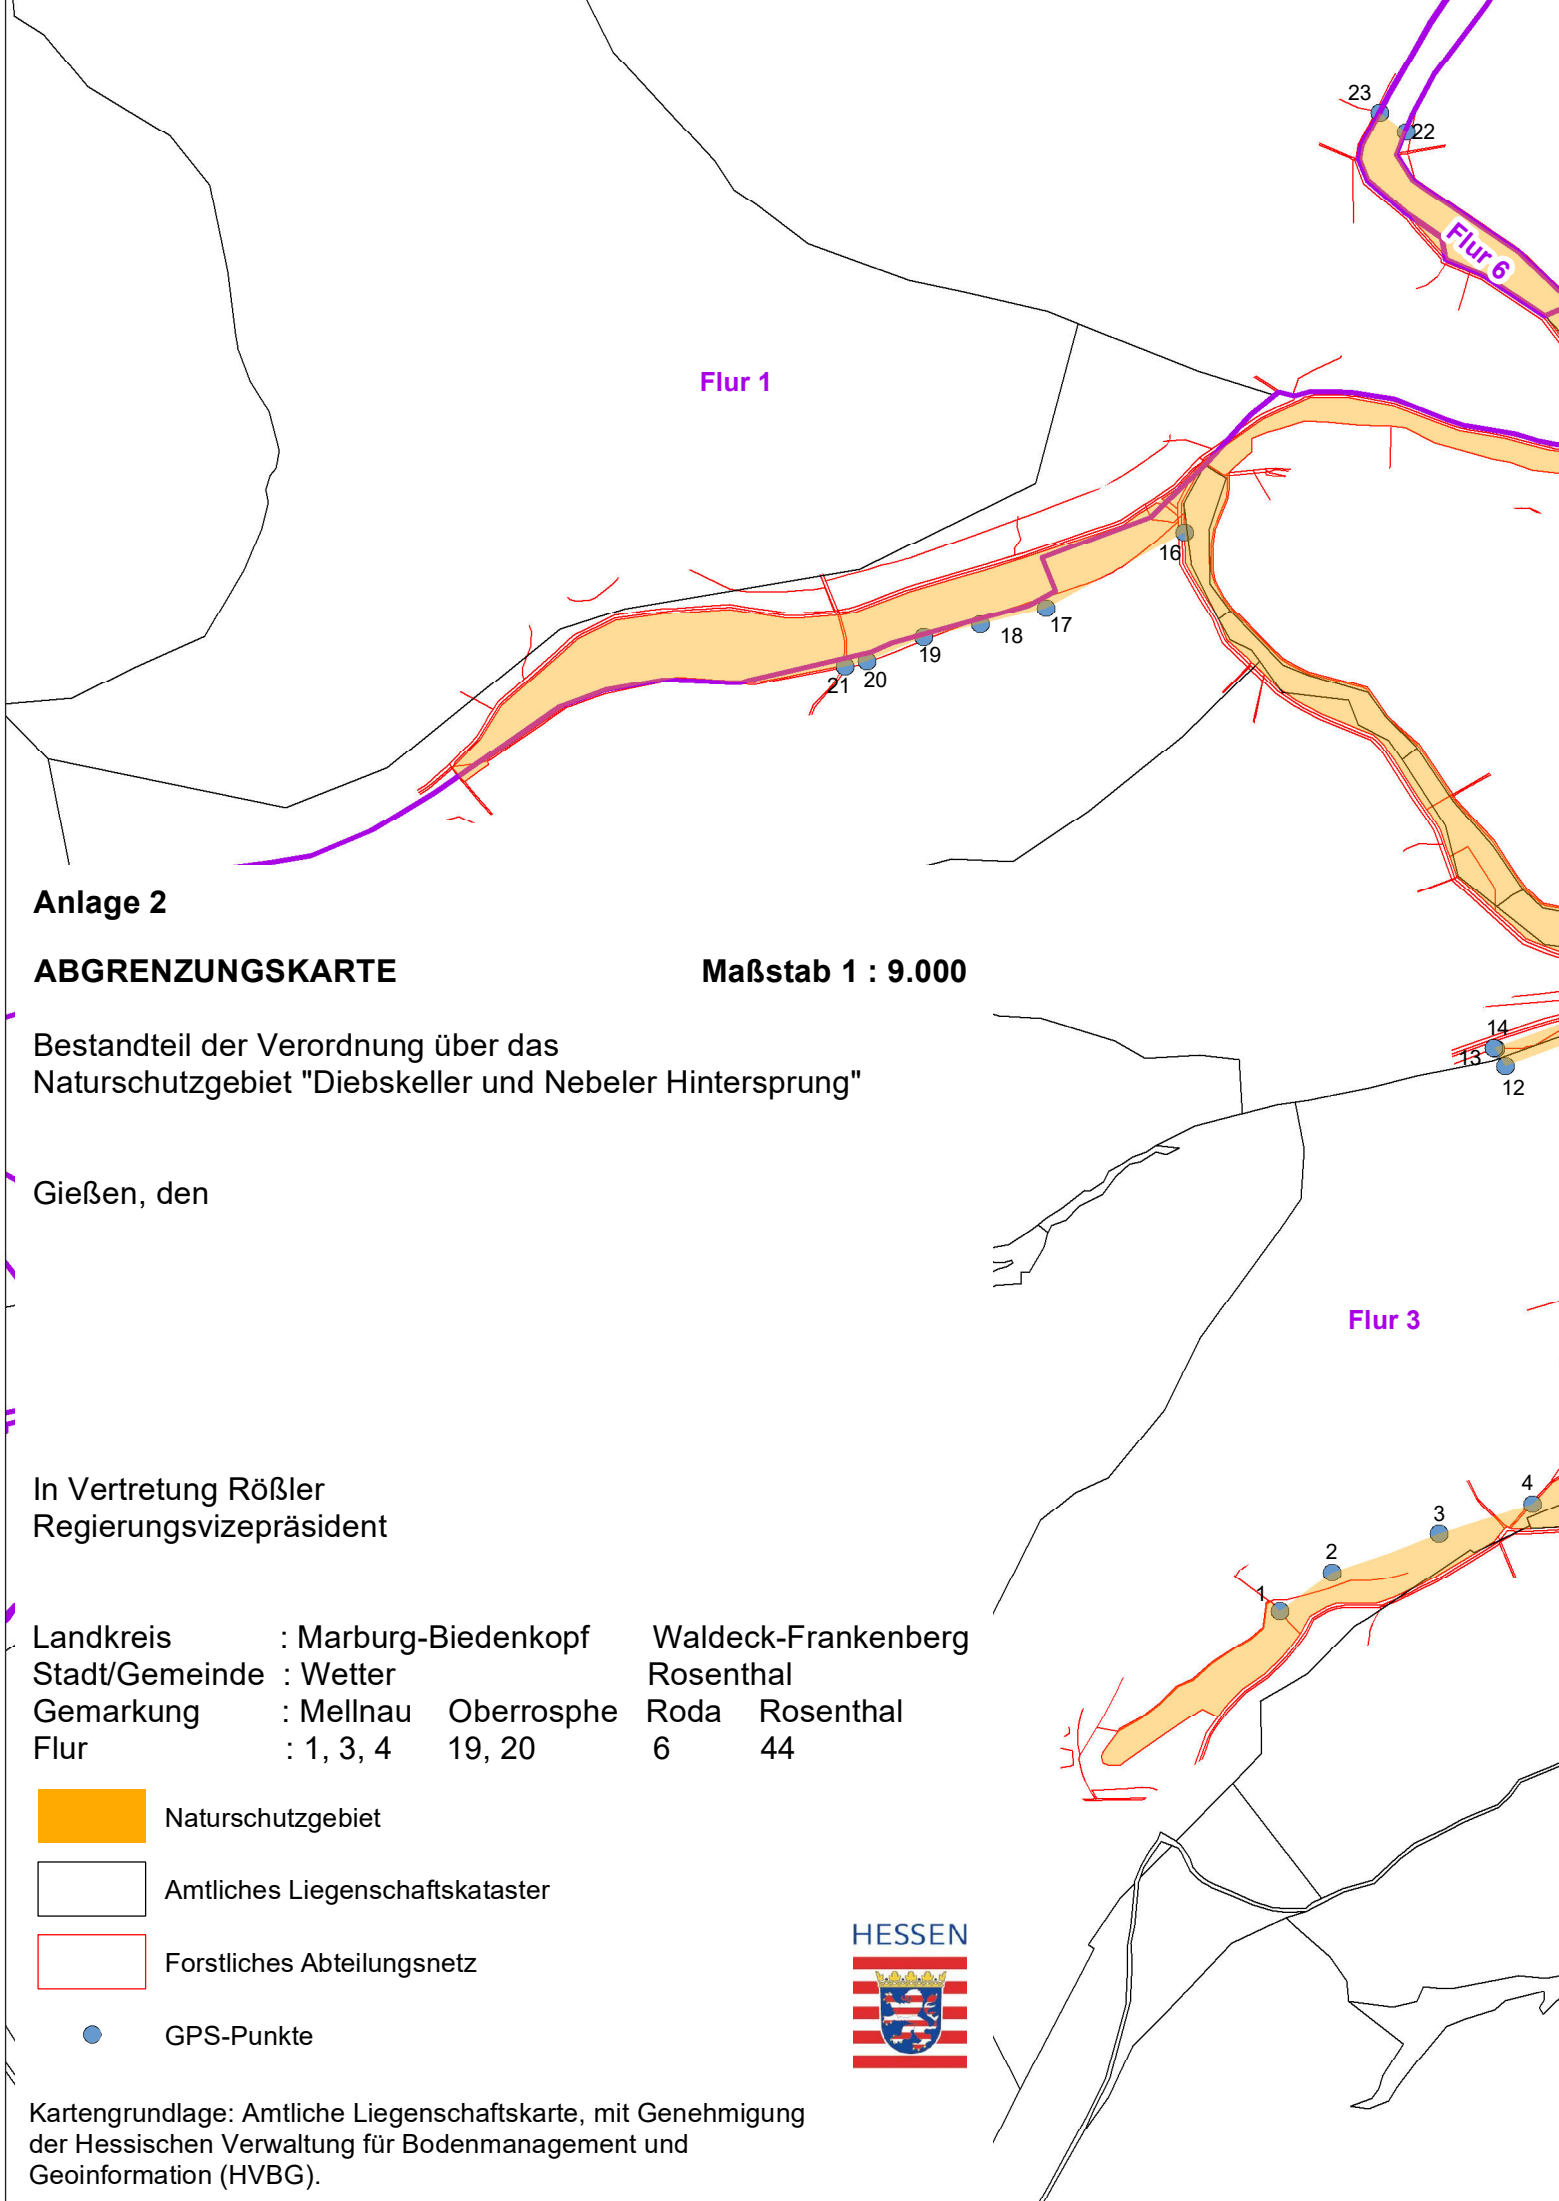 23
22
Flur 6
Flur 1
16
17
18
19
20
21
Anlage 2
ABGRENZUNGSKARTE Maßstab 1 : 9.000
Bestandteil der Verordnung über das
Naturschutzgebiet "Diebskeller und Nebeler Hintersprung"
14
13
12
Gießen, den
Flur 3
In Vertretung Rößler
Regierungsvizepräsident
4
3
2
1
Landkreis : Marburg-Biedenkopf Waldeck-Frankenberg
Stadt/Gemeinde : Wetter Rosenthal
Gemarkung : Mellnau Oberrosphe Roda Rosenthal
Flur : 1, 3, 4 19, 20 6 44
Naturschutzgebiet
Amtliches Liegenschaftskataster
Forstliches Abteilungsnetz
GPS-Punkte
HESSEN
Kartengrundlage: Amtliche Liegenschaftskarte, mit Genehmigung
der Hessischen Verwaltung für Bodenmanagement und
Geoinformation (HVBG).